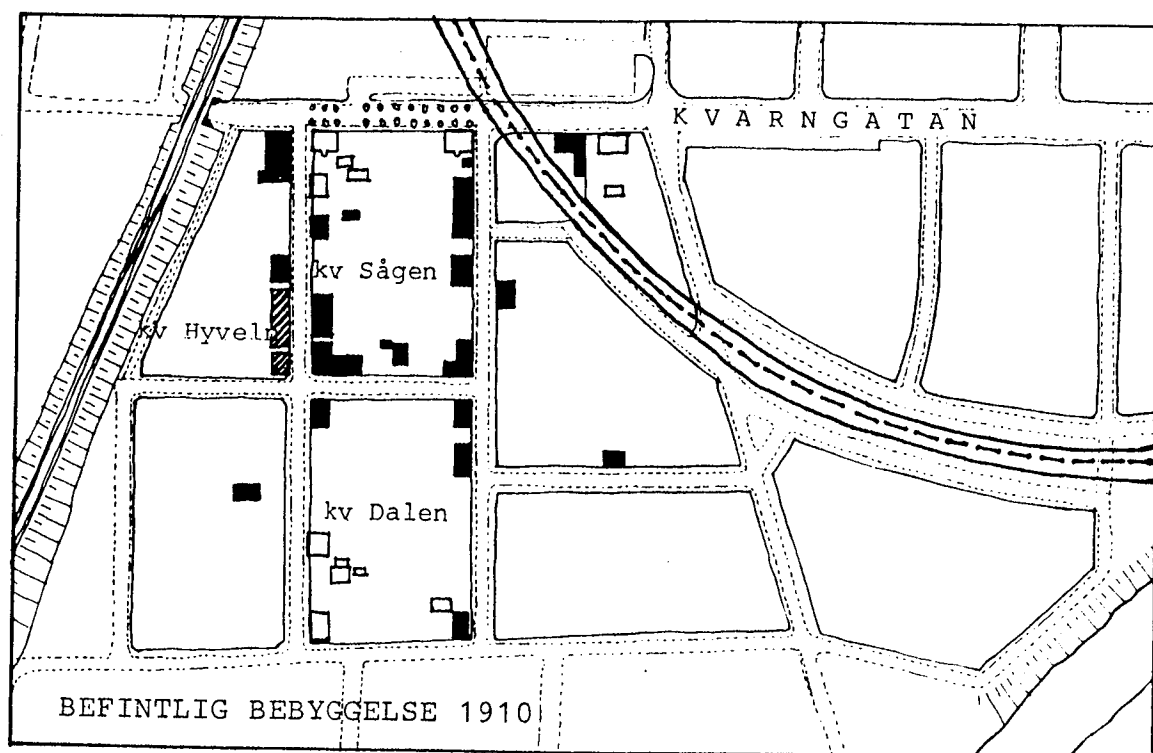 KVARNGATAN
kv Sågen
kv Hyveln
kv Dalen
BEFINTLIG BEBYGGELSE 1910